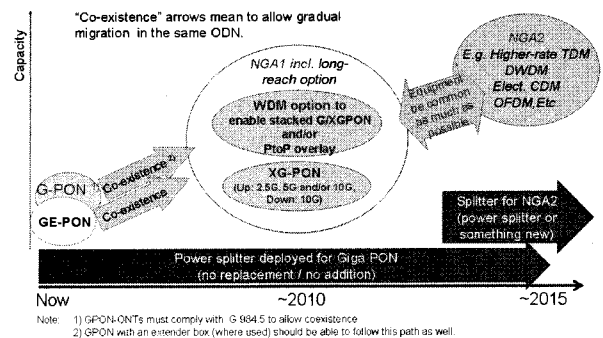 "Co-existence" arrows mean to allow gradual
migration in the same ODN.
Capacity
NGA1 incl. long-
reach option
WDM option to
enable stacked G/XGPON
and/or
PtoP overlay
XG-PON
(Up: 2.5G, 5G and/or 10G,
Down: 10G)
NGA2
E.g. Higher-rate TDM
DWDM
Elect. CDM
OFDM,Etc
Equipment
be common
as much as
possible
G-PON 1)
GE-PON
Co-existence 2)
Co-existence
Splitter for NGA2
(power splitter or
something new)
Power splitter deployed for Giga PON
(no replacement / no addition)
Now
~2010
~2015
Note: 1) GPON-ONTs must comply with G 984.5 to allow coexistence
2) GPON with an extender box (where used) should be able to follow this path as well.